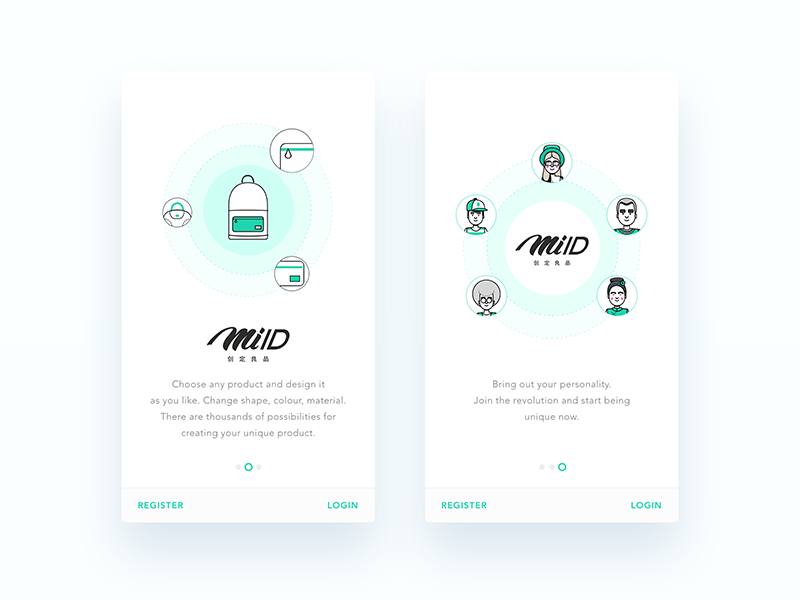 MiID
创定良品
Choose any product and design it
as you like. Change shape, colour, material.
There are thousands of possibilities for
creating your unique product.
REGISTER
LOGIN
MiID
创定良品
Bring out your personality.
Join the revolution and start being
unique now.
REGISTER
LOGIN